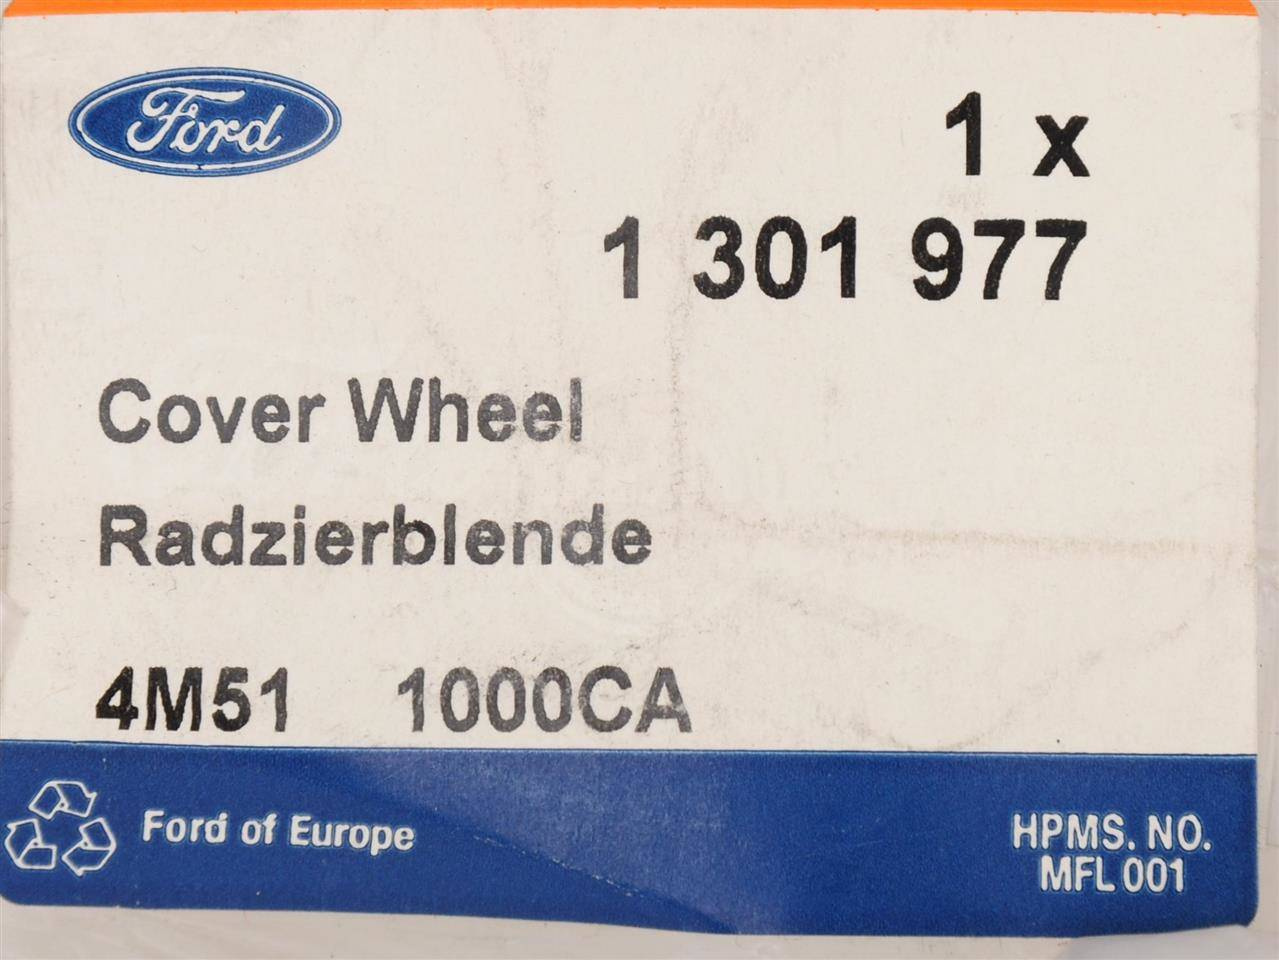 Ford
1 x
1 301 977
Cover Wheel
Radzierblende
4M51 1000CA
Ford of Europe
HPMS. NO.
MFL 001